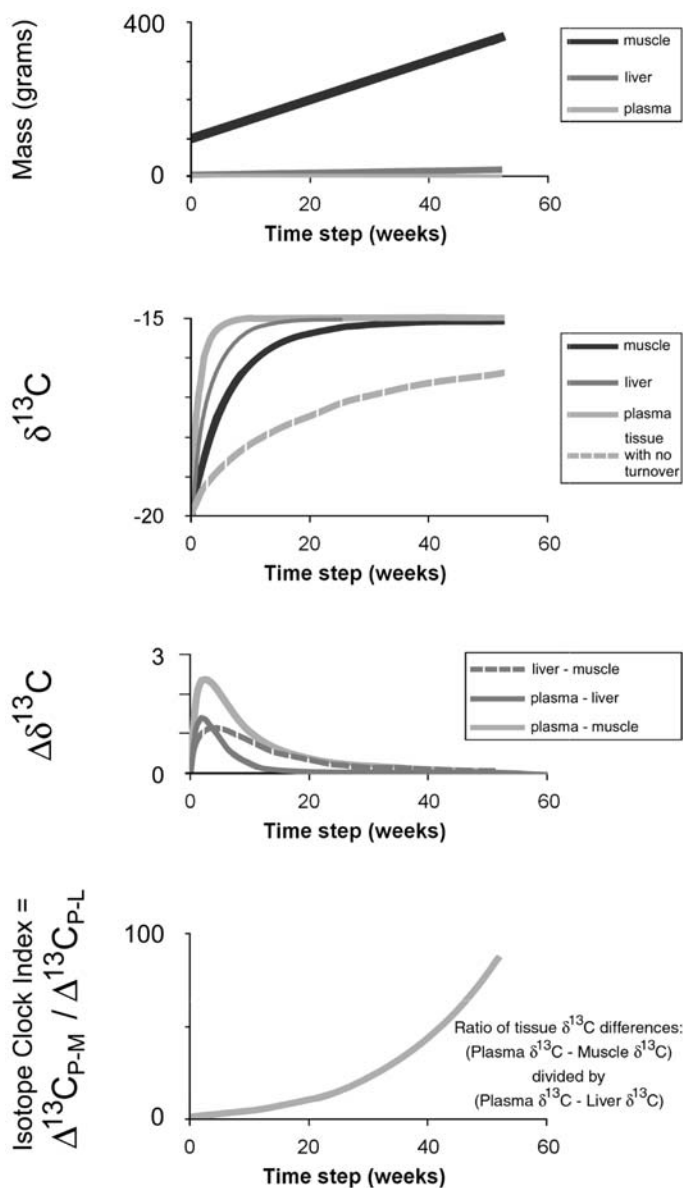 Mass (grams)
400
0
0
20
40
60
Time step (weeks)
muscle
liver
plasma
δ¹³C
-15
-20
0
20
40
60
Time step (weeks)
muscle
liver
plasma
tissue
with no
turnover
Δδ¹³C
3
0
0
20
40
60
Time step (weeks)
liver - muscle
plasma - liver
plasma - muscle
Isotope Clock Index =
Δ¹³C_P-M / Δ¹³C_P-L
100
0
0
20
40
60
Time step (weeks)
Ratio of tissue δ¹³C differences:
(Plasma δ¹³C - Muscle δ¹³C)
divided by
(Plasma δ¹³C - Liver δ¹³C)